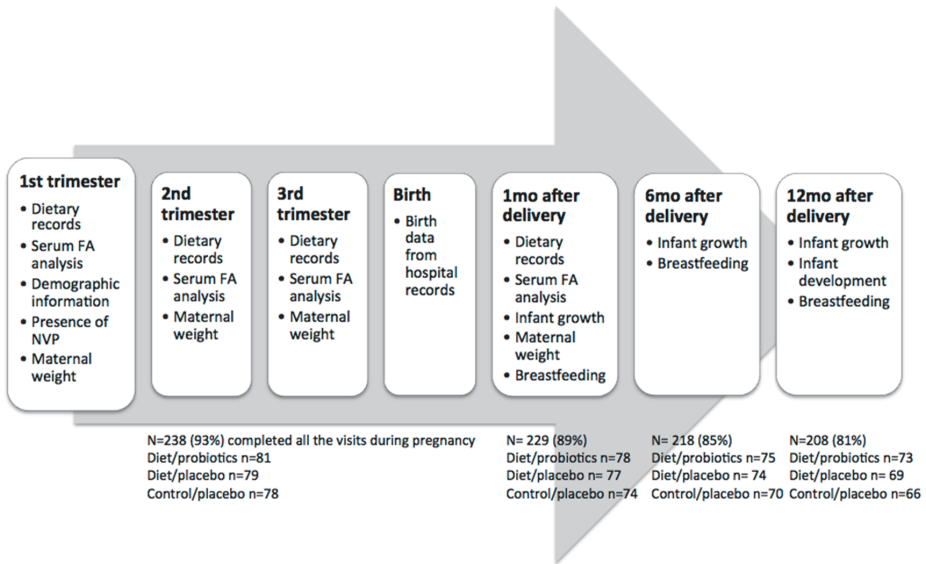 1st trimester
• Dietary
records
• Serum FA
analysis
• Demographic
information
• Presence of
NVP
• Maternal
weight
2nd
trimester
• Dietary
records
• Serum FA
analysis
• Maternal
weight
3rd
trimester
• Dietary
records
• Serum FA
analysis
• Maternal
weight
Birth
• Birth
data
from
hospital
records
1mo after
delivery
• Dietary
records
• Serum FA
analysis
• Infant growth
• Maternal
weight
• Breastfeeding
6mo after
delivery
• Infant growth
• Breastfeeding
12mo after
delivery
• Infant growth
• Infant
development
• Breastfeeding
N=238 (93%) completed all the visits during pregnancy
Diet/probiotics n=81
Diet/placebo n=79
Control/placebo n=78
N= 229 (89%)
Diet/probiotics n=78
Diet/placebo n= 77
Control/placebo n=74
N= 218 (85%)
Diet/probiotics n=75
Diet/placebo n= 74
Control/placebo n=70
N=208 (81%)
Diet/probiotics n=73
Diet/placebo n= 69
Control/placebo n=66